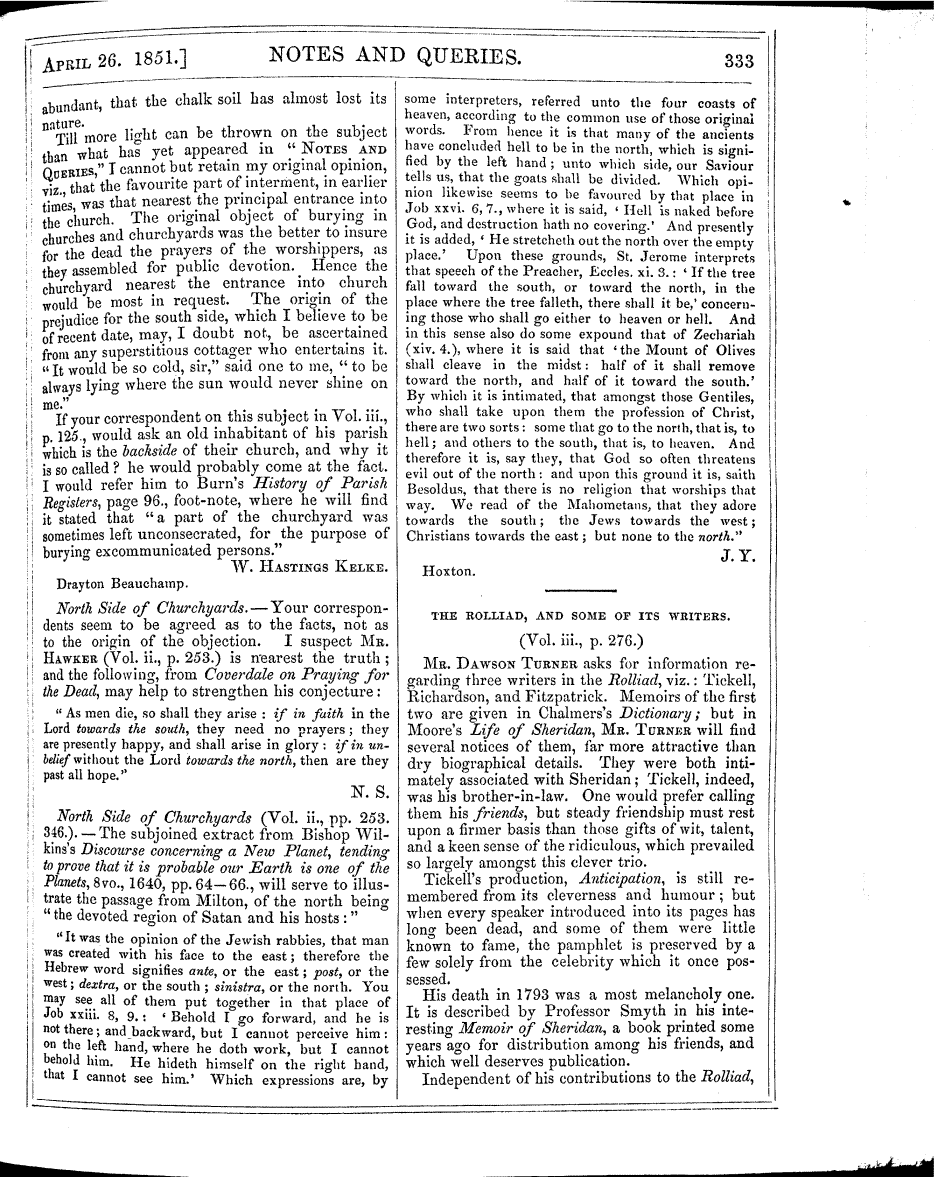 APRIL 26. 1851.] NOTES AND QUERIES. 333
abundant, that the chalk soil has almost lost its
nature.
Till more light can be thrown on the subject
than what has yet appeared in "NOTES AND
QUERIES," I cannot but retain my original opinion,
viz., that the favourite part of interment, in earlier
times, was that nearest the principal entrance into
the church. The original object of burying in
churches and churchyards was the better to insure
for the dead the prayers of the worshippers, as
they assembled for public devotion. Hence the
churchyard nearest the entrance into church
would be most in request. The origin of the
prejudice for the south side, which I believe to be
of recent date, may, I doubt not, be ascertained
from any superstitious cottager who entertains it.
"It would be so cold, sir," said one to me, "to be
always lying where the sun would never shine on
me."
If your correspondent on this subject in Vol. iii.,
p. 125., would ask an old inhabitant of his parish
which is the backside of their church, and why it
is so called? he would probably come at the fact.
I would refer him to Burn's History of Parish
Registers, page 96., foot-note, where he will find
it stated that "a part of the churchyard was
sometimes left unconsecrated, for the purpose of
burying excommunicated persons."
W. HASTINGS KELKE.
Drayton Beauchamp.
North Side of Churchyards.—Your correspon-
dents seem to be agreed as to the facts, not as
to the origin of the objection. I suspect MR.
HAWKER (Vol. ii., p. 253.) is nearest the truth;
and the following, from Coverdale on Praying for
the Dead, may help to strengthen his conjecture:
"As men die, so shall they arise: if in faith in the
Lord towards the south, they need no prayers; they
are presently happy, and shall arise in glory: if in un-
belief without the Lord towards the north, then are they
past all hope."
N. S.
North Side of Churchyards (Vol. ii., pp. 253.
346.).—The subjoined extract from Bishop Wil-
kins's Discourse concerning a New Planet, tending
to prove that it is probable our Earth is one of the
Planets, 8vo., 1640, pp. 64—66., will serve to illus-
trate the passage from Milton, of the north being
"the devoted region of Satan and his hosts:"
"It was the opinion of the Jewish rabbies, that man
was created with his face to the east; therefore the
Hebrew word signifies ante, or the east; post, or the
west; dextra, or the south; sinistra, or the north. You
may see all of them put together in that place of
Job xxiii. 8, 9.: 'Behold I go forward, and he is
not there; and backward, but I cannot perceive him:
on the left hand, where he doth work, but I cannot
behold him. He hideth himself on the right hand,
that I cannot see him.' Which expressions are, by
some interpreters, referred unto the four coasts of
heaven, according to the common use of those original
words. From hence it is that many of the ancients
have concluded hell to be in the north, which is signi-
fied by the left hand; unto which side, our Saviour
tells us, that the goats shall be divided. Which opi-
nion likewise seems to be favoured by that place in
Job xxvi. 6, 7., where it is said, 'Hell is naked before
God, and destruction hath no covering.' And presently
it is added, 'He stretcheth out the north over the empty
place.' Upon these grounds, St. Jerome interprets
that speech of the Preacher, Eccles. xi. 3.: 'If the tree
fall toward the south, or toward the north, in the
place where the tree falleth, there shall it be,' concern-
ing those who shall go either to heaven or hell. And
in this sense also do some expound that of Zechariah
(xiv. 4.), where it is said that 'the Mount of Olives
shall cleave in the midst: half of it shall remove
toward the north, and half of it toward the south.'
By which it is intimated, that amongst those Gentiles,
who shall take upon them the profession of Christ,
there are two sorts: some that go to the north, that is, to
hell; and others to the south, that is, to heaven. And
therefore it is, say they, that God so often threatens
evil out of the north: and upon this ground it is, saith
Besoldus, that there is no religion that worships that
way. We read of the Mahometans, that they adore
towards the south; the Jews towards the west;
Christians towards the east; but none to the north."
J. Y.
Hoxton.
THE ROLLIAD, AND SOME OF ITS WRITERS.
(Vol. iii., p. 276.)
MR. DAWSON TURNER asks for information re-
garding three writers in the Rolliad, viz.: Tickell,
Richardson, and Fitzpatrick. Memoirs of the first
two are given in Chalmers's Dictionary; but in
Moore's Life of Sheridan, MR. TURNER will find
several notices of them, far more attractive than
dry biographical details. They were both inti-
mately associated with Sheridan; Tickell, indeed,
was his brother-in-law. One would prefer calling
them his friends, but steady friendship must rest
upon a firmer basis than those gifts of wit, talent,
and a keen sense of the ridiculous, which prevailed
so largely amongst this clever trio.
Tickell's production, Anticipation, is still re-
membered from its cleverness and humour; but
when every speaker introduced into its pages has
long been dead, and some of them were little
known to fame, the pamphlet is preserved by a
few solely from the celebrity which it once pos-
sessed.
His death in 1793 was a most melancholy one.
It is described by Professor Smyth in his inte-
resting Memoir of Sheridan, a book printed some
years ago for distribution among his friends, and
which well deserves publication.
Independent of his contributions to the Rolliad,